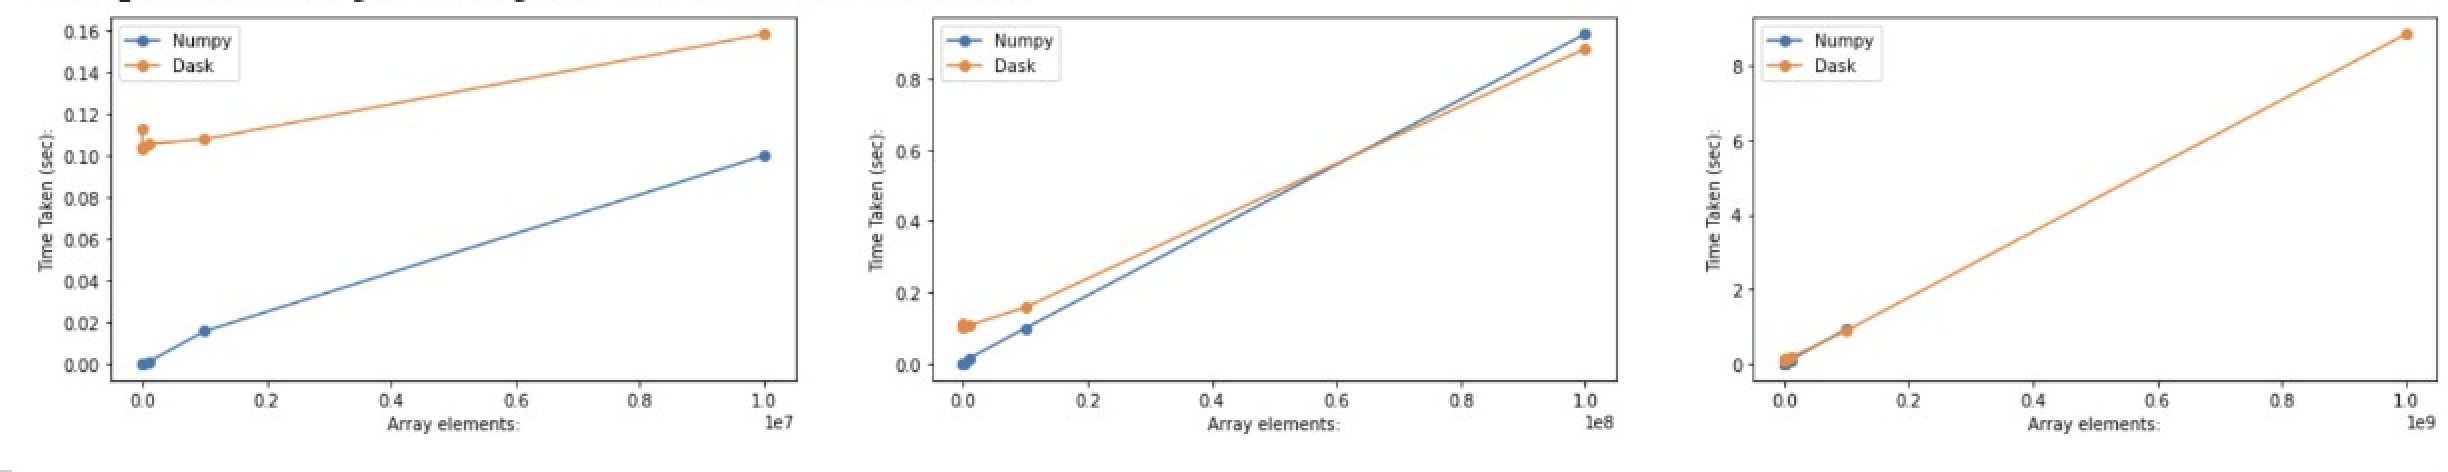 Numpy
Dask
0.16
0.14
0.12
0.10
0.08
0.06
0.04
0.02
0.00
Time Taken (sec):
0.0 0.2 0.4 0.6 0.8 1.0
1e7
Array elements:
Numpy
Dask
0.8
0.6
0.4
0.2
0.0
Time Taken (sec):
0.0 0.2 0.4 0.6 0.8 1.0
1e8
Array elements:
Numpy
Dask
8
6
4
2
0
Time Taken (sec):
0.0 0.2 0.4 0.6 0.8 1.0
1e9
Array elements: